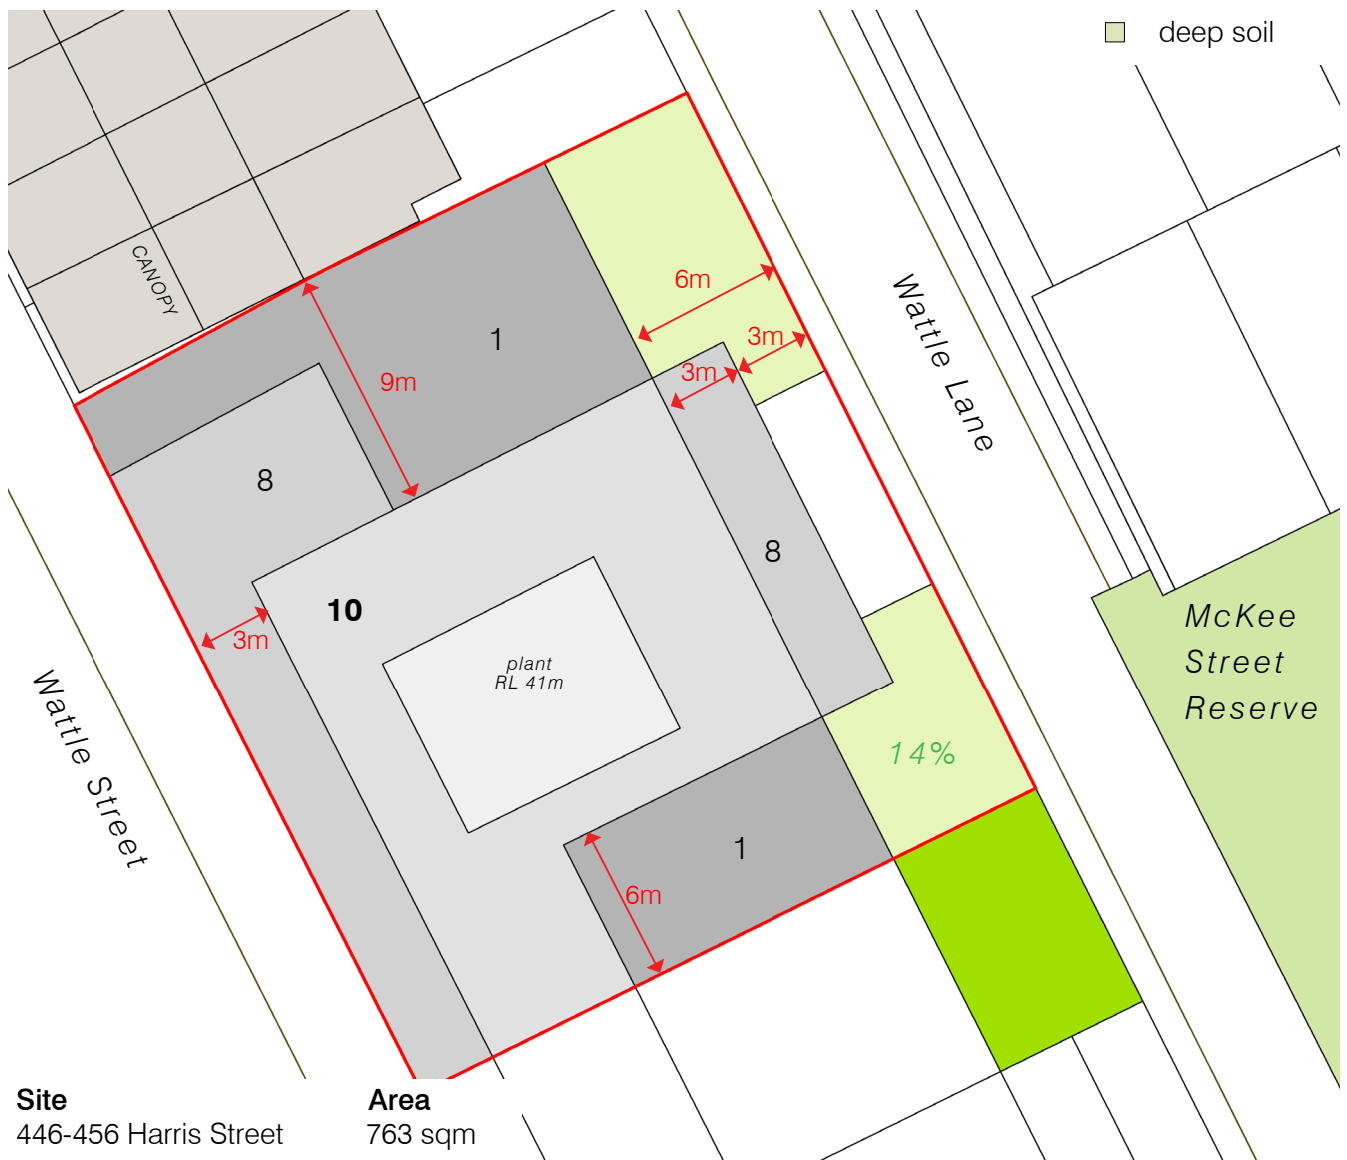 deep soil
CANOPY
6m
3m
3m
1
9m
8
Wattle Lane
8
10
3m
plant
RL 41m
McKee
Street
Reserve
Wattle Street
14%
1
6m
Site
446-456 Harris Street
Area
763 sqm